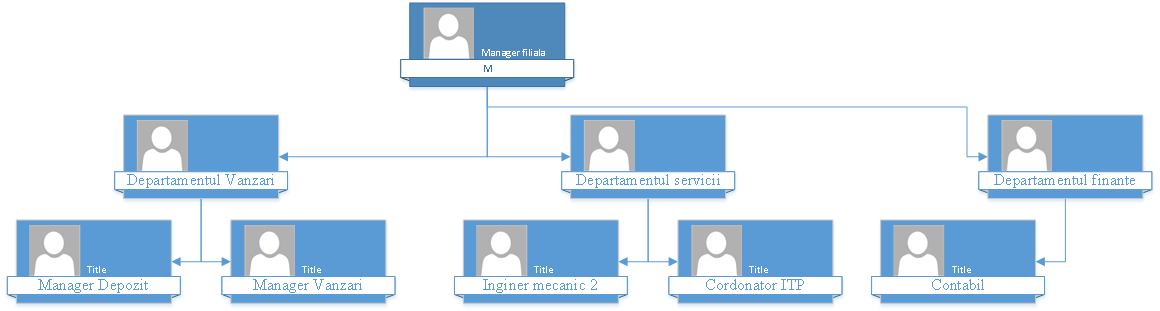 Manager filiala
M
Departamentul Vanzari
Departamentul servicii
Departamentul finante
Title
Manager Depozit
Title
Manager Vanzari
Title
Inginer mecanic 2
Title
Cordonator ITP
Title
Contabil